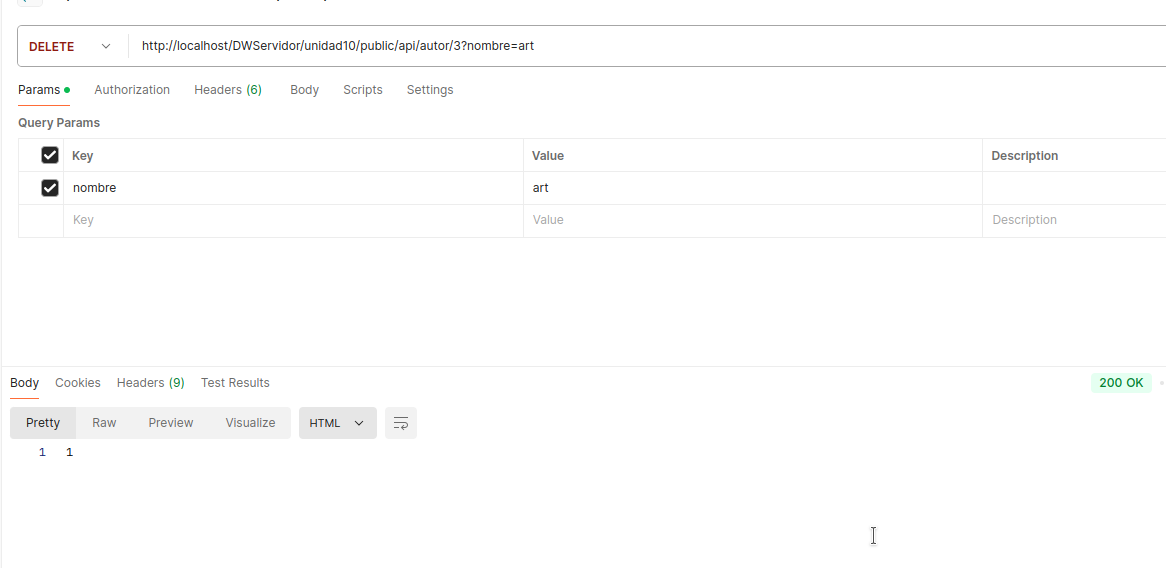 DELETE http://localhost/DWServidor/unidad10/public/api/autor/3?nombre=art
Params Authorization Headers (6) Body Scripts Settings
Query Params
Key Value Description
nombre art
Key Value Description
Body Cookies Headers (9) Test Results 200 OK
Pretty Raw Preview Visualize HTML
1 1